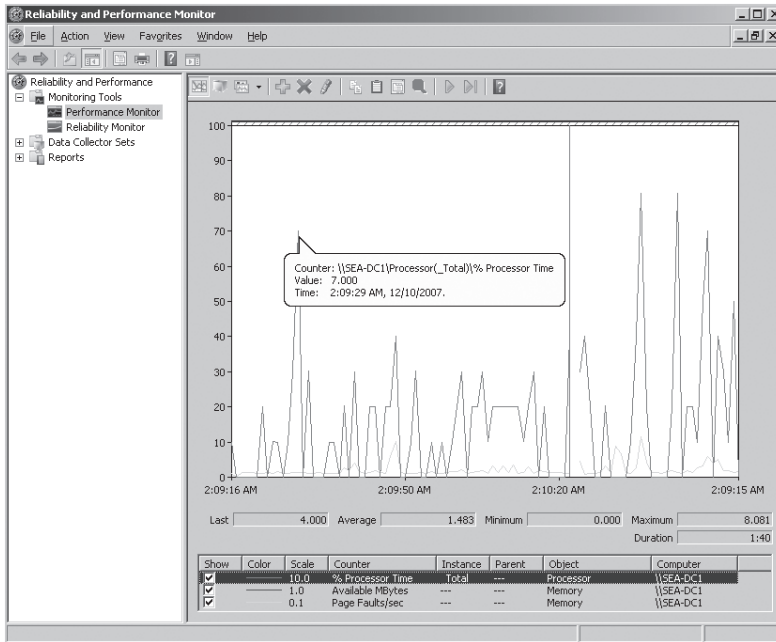 Reliability and Performance Monitor
File Action View Favorites Window Help
Reliability and Performance
Monitoring Tools
Performance Monitor
Reliability Monitor
Data Collector Sets
Reports
100
90
80
70
60
50
40
30
20
10
0
Counter: \\SEA-DC1\Processor(_Total)\% Processor Time
Value: 7.000
Time: 2:09:29 AM, 12/10/2007.
2:09:16 AM 2:09:50 AM 2:10:20 AM 2:09:15 AM
Last 4.000 Average 1.483 Minimum 0.000 Maximum 8.081
Duration 1:40
Show Color Scale Counter Instance Parent Object Computer
10.0 % Processor Time _Total --- Processor \\SEA-DC1
1.0 Available MBytes --- --- Memory \\SEA-DC1
0.1 Page Faults/sec --- --- Memory \\SEA-DC1